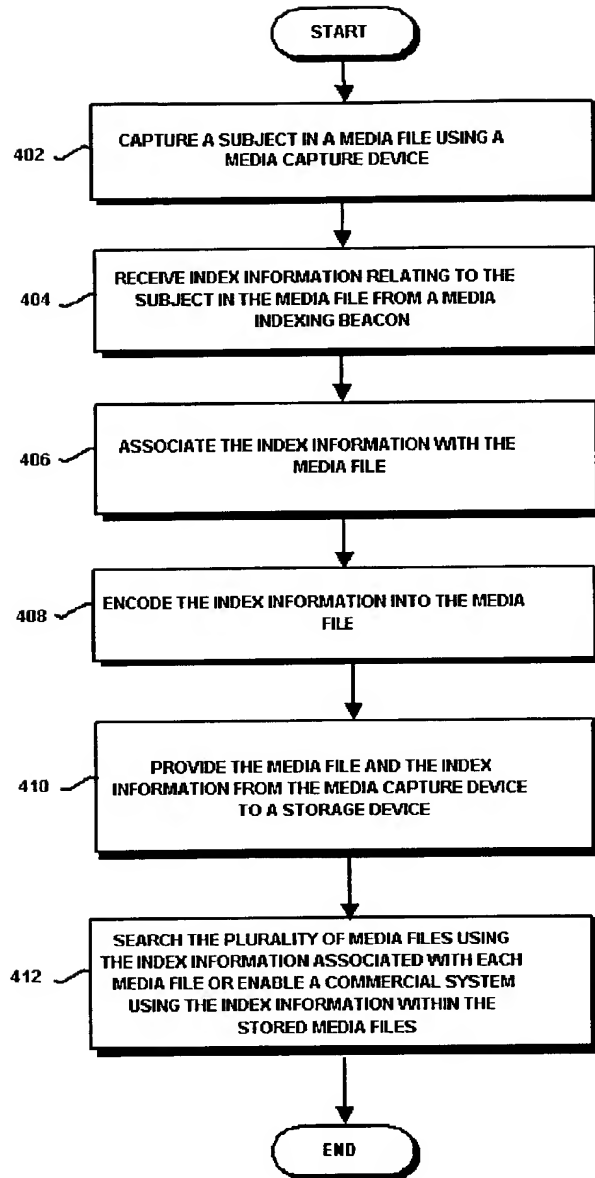 START
402
CAPTURE A SUBJECT IN A MEDIA FILE USING A
MEDIA CAPTURE DEVICE
404
RECEIVE INDEX INFORMATION RELATING TO THE
SUBJECT IN THE MEDIA FILE FROM A MEDIA
INDEXING BEACON
406
ASSOCIATE THE INDEX INFORMATION WITH THE
MEDIA FILE
408
ENCODE THE INDEX INFORMATION INTO THE MEDIA
FILE
410
PROVIDE THE MEDIA FILE AND THE INDEX
INFORMATION FROM THE MEDIA CAPTURE DEVICE
TO A STORAGE DEVICE
412
SEARCH THE PLURALITY OF MEDIA FILES USING
THE INDEX INFORMATION ASSOCIATED WITH EACH
MEDIA FILE OR ENABLE A COMMERCIAL SYSTEM
USING THE INDEX INFORMATION WITHIN THE
STORED MEDIA FILES
END